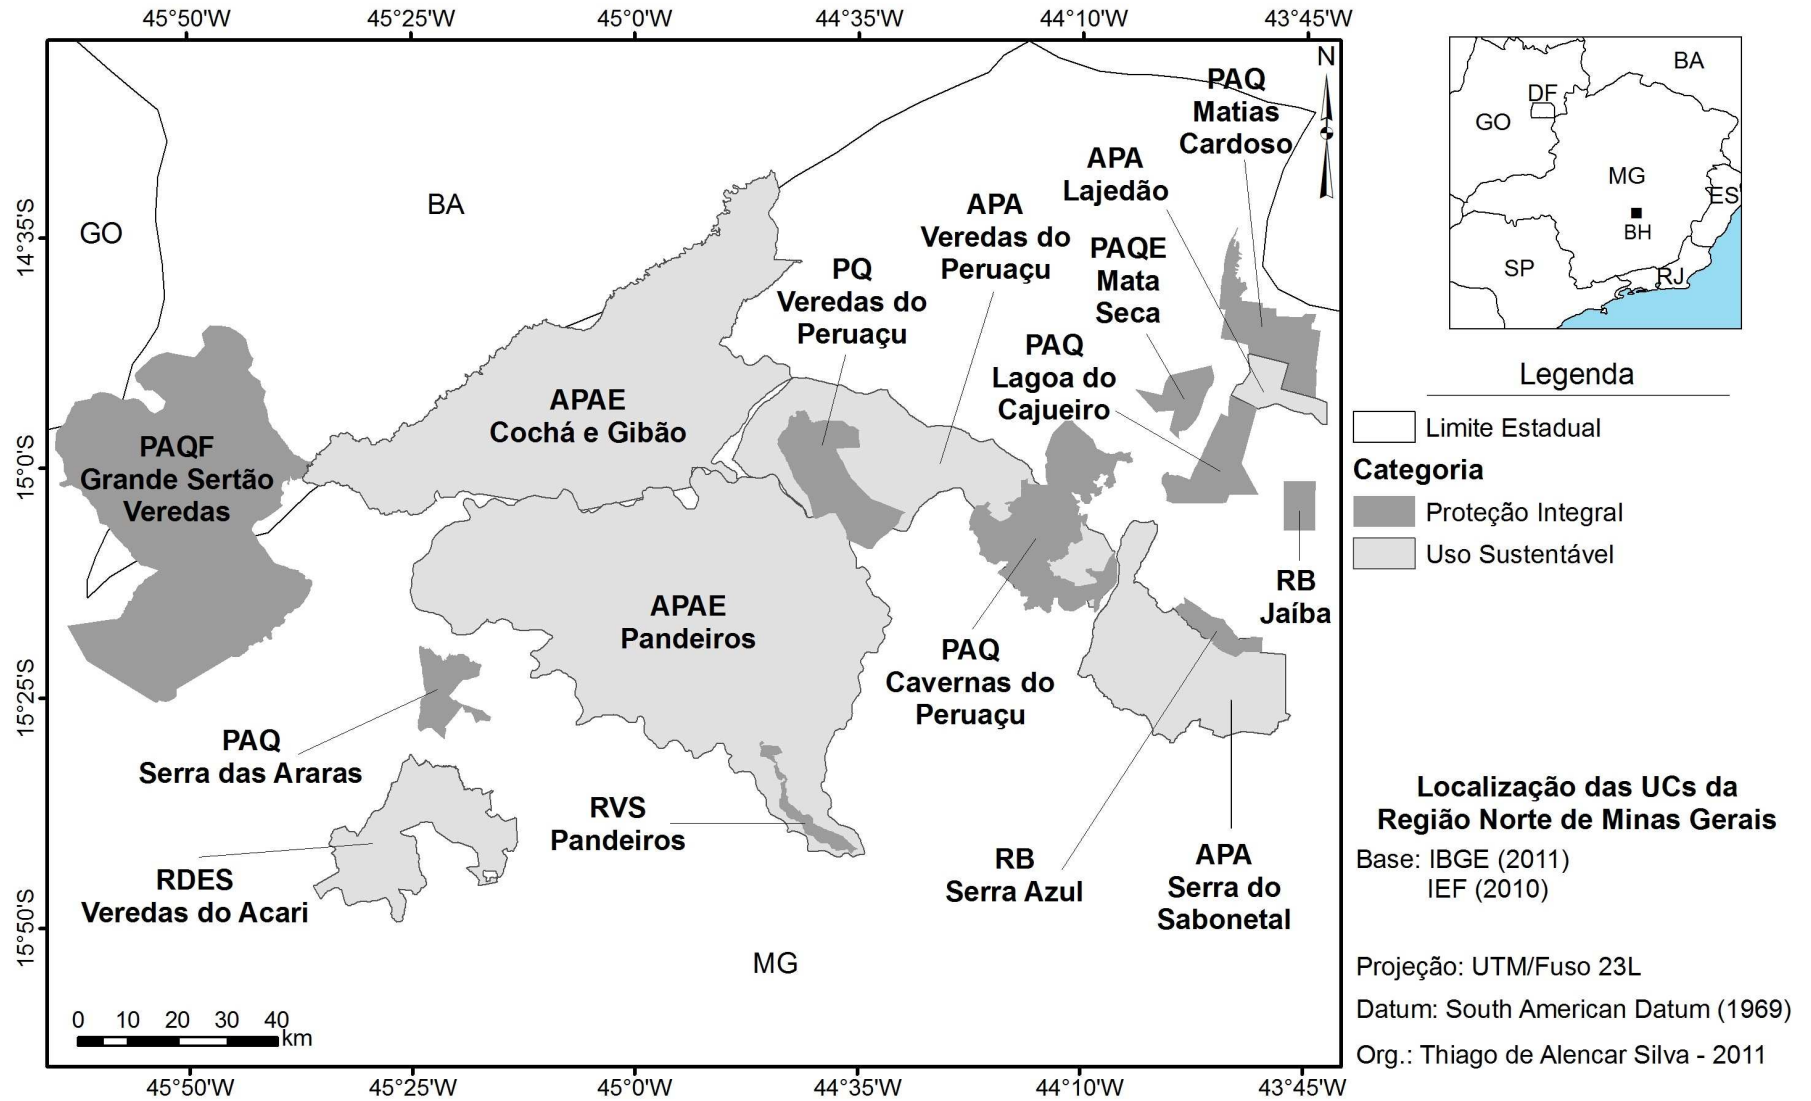 45°50'W
45°25'W
45°0'W
44°35'W
44°10'W
43°45'W
14°35'S
15°0'S
15°25'S
15°50'S
N
GO
BA
MG
PAQ
Matias
Cardoso
APA
Lajedão
APA
Veredas do
Peruaçu
PAQE
Mata
Seca
PQ
Veredas do
Peruaçu
PAQ
Lagoa do
Cajueiro
APAE
Cochá e Gibão
PAQF
Grande Sertão
Veredas
APAE
Pandeiros
RB
Jaíba
PAQ
Cavernas do
Peruaçu
PAQ
Serra das Araras
RVS
Pandeiros
RDES
Veredas do Acari
RB
Serra Azul
APA
Serra do
Sabonetal
0 10 20 30 40
km
45°50'W
45°25'W
45°0'W
44°35'W
44°10'W
43°45'W
BA
DF
GO
MG
ES
BH
SP
RJ
Legenda
Limite Estadual
Categoria
Proteção Integral
Uso Sustentável
Localização das UCs da
Região Norte de Minas Gerais
Base: IBGE (2011)
IEF (2010)
Projeção: UTM/Fuso 23L
Datum: South American Datum (1969)
Org.: Thiago de Alencar Silva - 2011